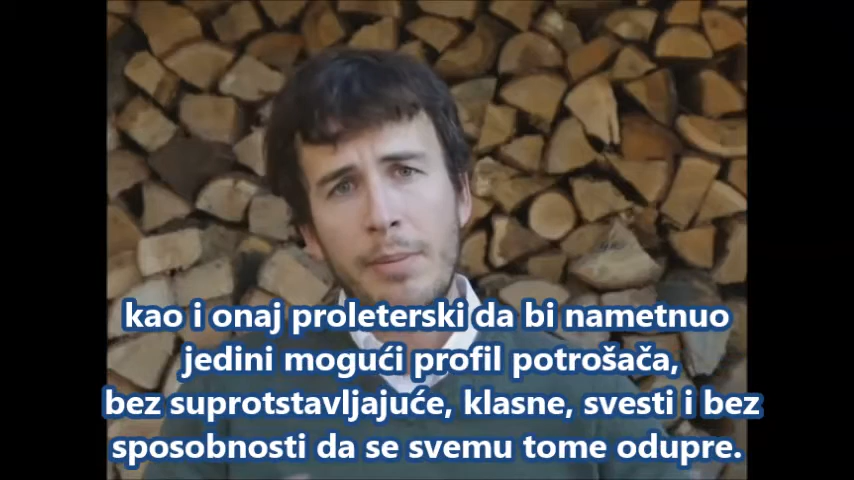 kao i onaj proleterski da bi nametnuo
jedini mogući profil potrošača,
bez suprotstavljajuće, klasne, svesti i bez
sposobnosti da se svemu tome odupre.